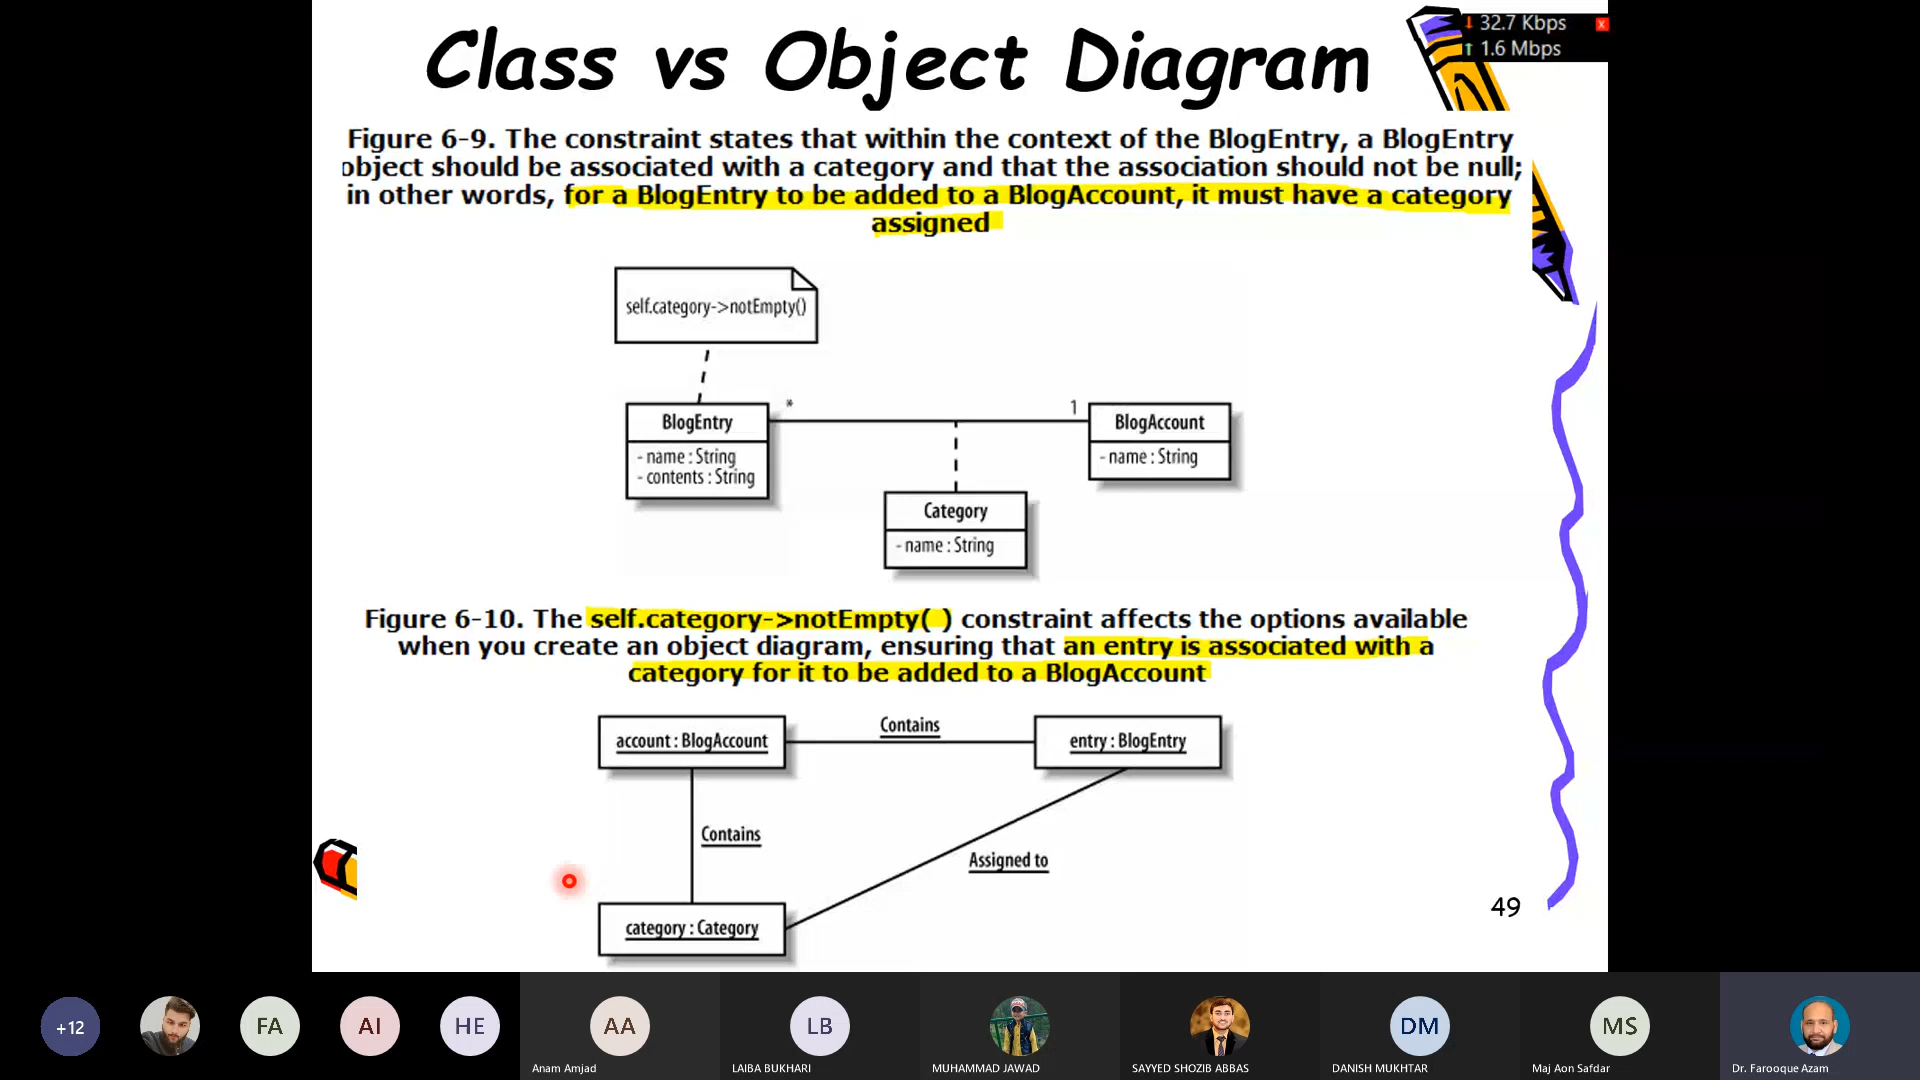 Class vs Object Diagram
↓ 32.7 Kbps
x
↑ 1.6 Mbps
Figure 6-9. The constraint states that within the context of the BlogEntry, a BlogEntry
object should be associated with a category and that the association should not be null;
in other words, for a BlogEntry to be added to a BlogAccount, it must have a category
assigned
self.category->notEmpty()
BlogEntry
- name : String
- contents : String
*
1
BlogAccount
- name : String
Category
- name : String
Figure 6-10. The self.category->notEmpty( ) constraint affects the options available
when you create an object diagram, ensuring that an entry is associated with a
category for it to be added to a BlogAccount
account : BlogAccount
Contains
entry : BlogEntry
Contains
Assigned to
category : Category
49
+12
FA
AI
HE
AA
LB
DM
MS
Anam Amjad
LAIBA BUKHARI
MUHAMMAD JAWAD
SAYYED SHOZIB ABBAS
DANISH MUKHTAR
Maj Aon Safdar
Dr. Farooque Azam